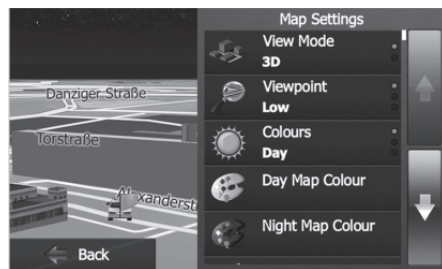 Map Settings
Danziger Straße
Torstraße
Alexanderst
Back
View Mode
3D
Viewpoint
Low
Colours
Day
Day Map Colour
Night Map Colour